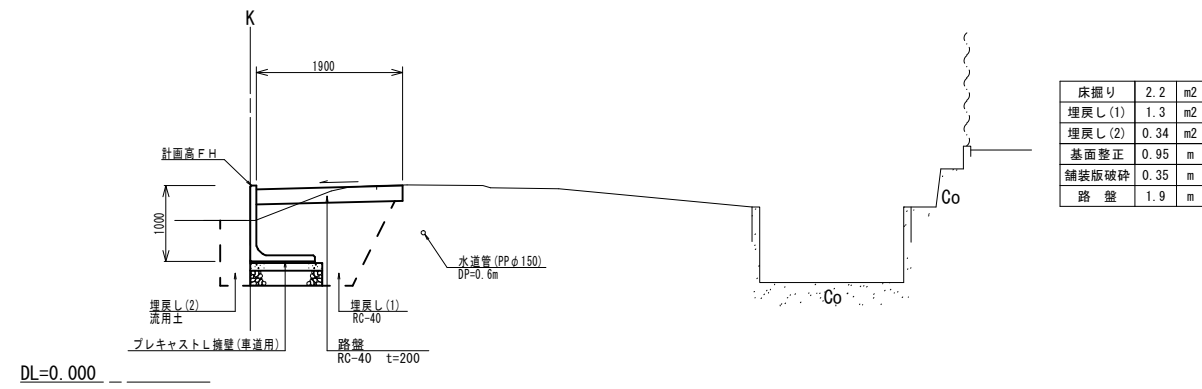 K
1900
計画高FH
1000
水道管(PPφ150)
DP=0.6m
埋戻し(2)
流用土
埋戻し(1)
RC-40
プレキャストL擁壁(車道用)
路盤
RC-40 t=200
DL=0.000
Co
Co
床掘り 2.2 m2
埋戻し(1) 1.3 m2
埋戻し(2) 0.34 m2
基面整正 0.95 m
舗装版破砕 0.35 m
路 盤 1.9 m